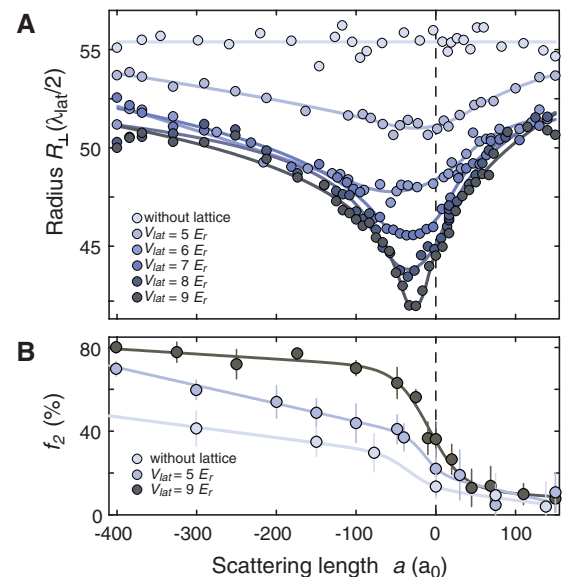 A
Radius R⊥(λlat/2)
55
50
45
without lattice
Vlat = 5 Er
Vlat = 6 Er
Vlat = 7 Er
Vlat = 8 Er
Vlat = 9 Er
B
f2 (%)
80
40
0
without lattice
Vlat = 5 Er
Vlat = 9 Er
-400 -300 -200 -100 0 100
Scattering length a (a0)